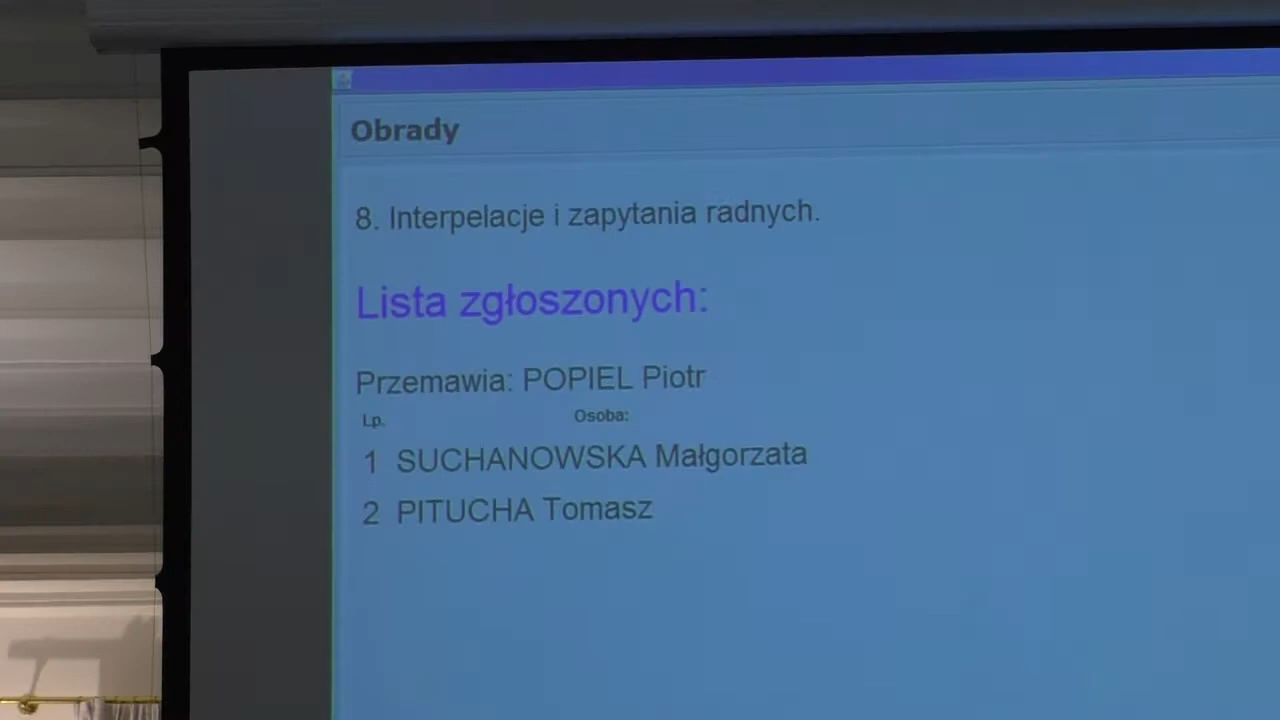 Obrady
8. Interpelacje i zapytania radnych.
Lista zgłoszonych:
Przemawia: POPIEL Piotr
Lp. Osoba:
1 SUCHANOWSKA Małgorzata
2 PITUCHA Tomasz